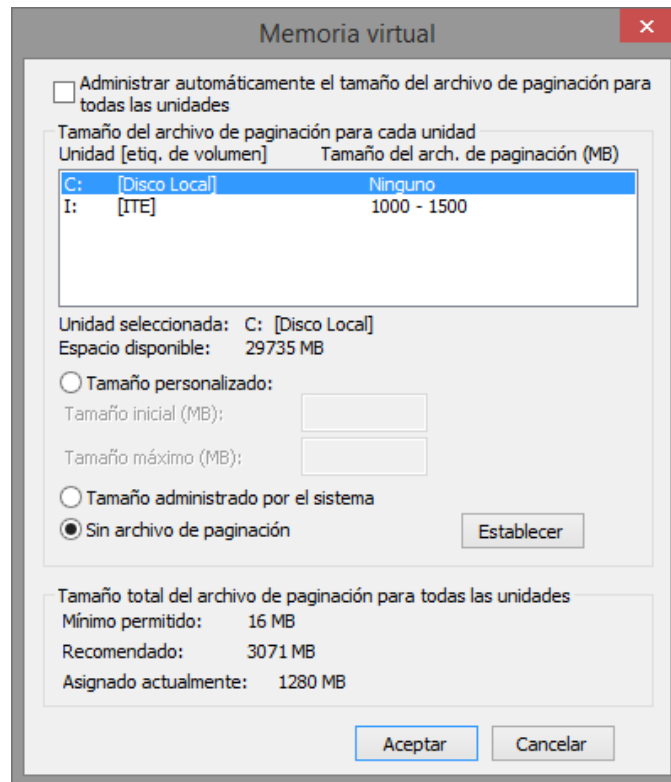 Memoria virtual
Administrar automáticamente el tamaño del archivo de paginación para
todas las unidades
Tamaño del archivo de paginación para cada unidad
Unidad [etiq. de volumen] Tamaño del arch. de paginación (MB)
C: [Disco Local] Ninguno
I: [ITE] 1000 - 1500
Unidad seleccionada: C: [Disco Local]
Espacio disponible: 29735 MB
Tamaño personalizado:
Tamaño inicial (MB):
Tamaño máximo (MB):
Tamaño administrado por el sistema
Sin archivo de paginación Establecer
Tamaño total del archivo de paginación para todas las unidades
Mínimo permitido: 16 MB
Recomendado: 3071 MB
Asignado actualmente: 1280 MB
Aceptar Cancelar